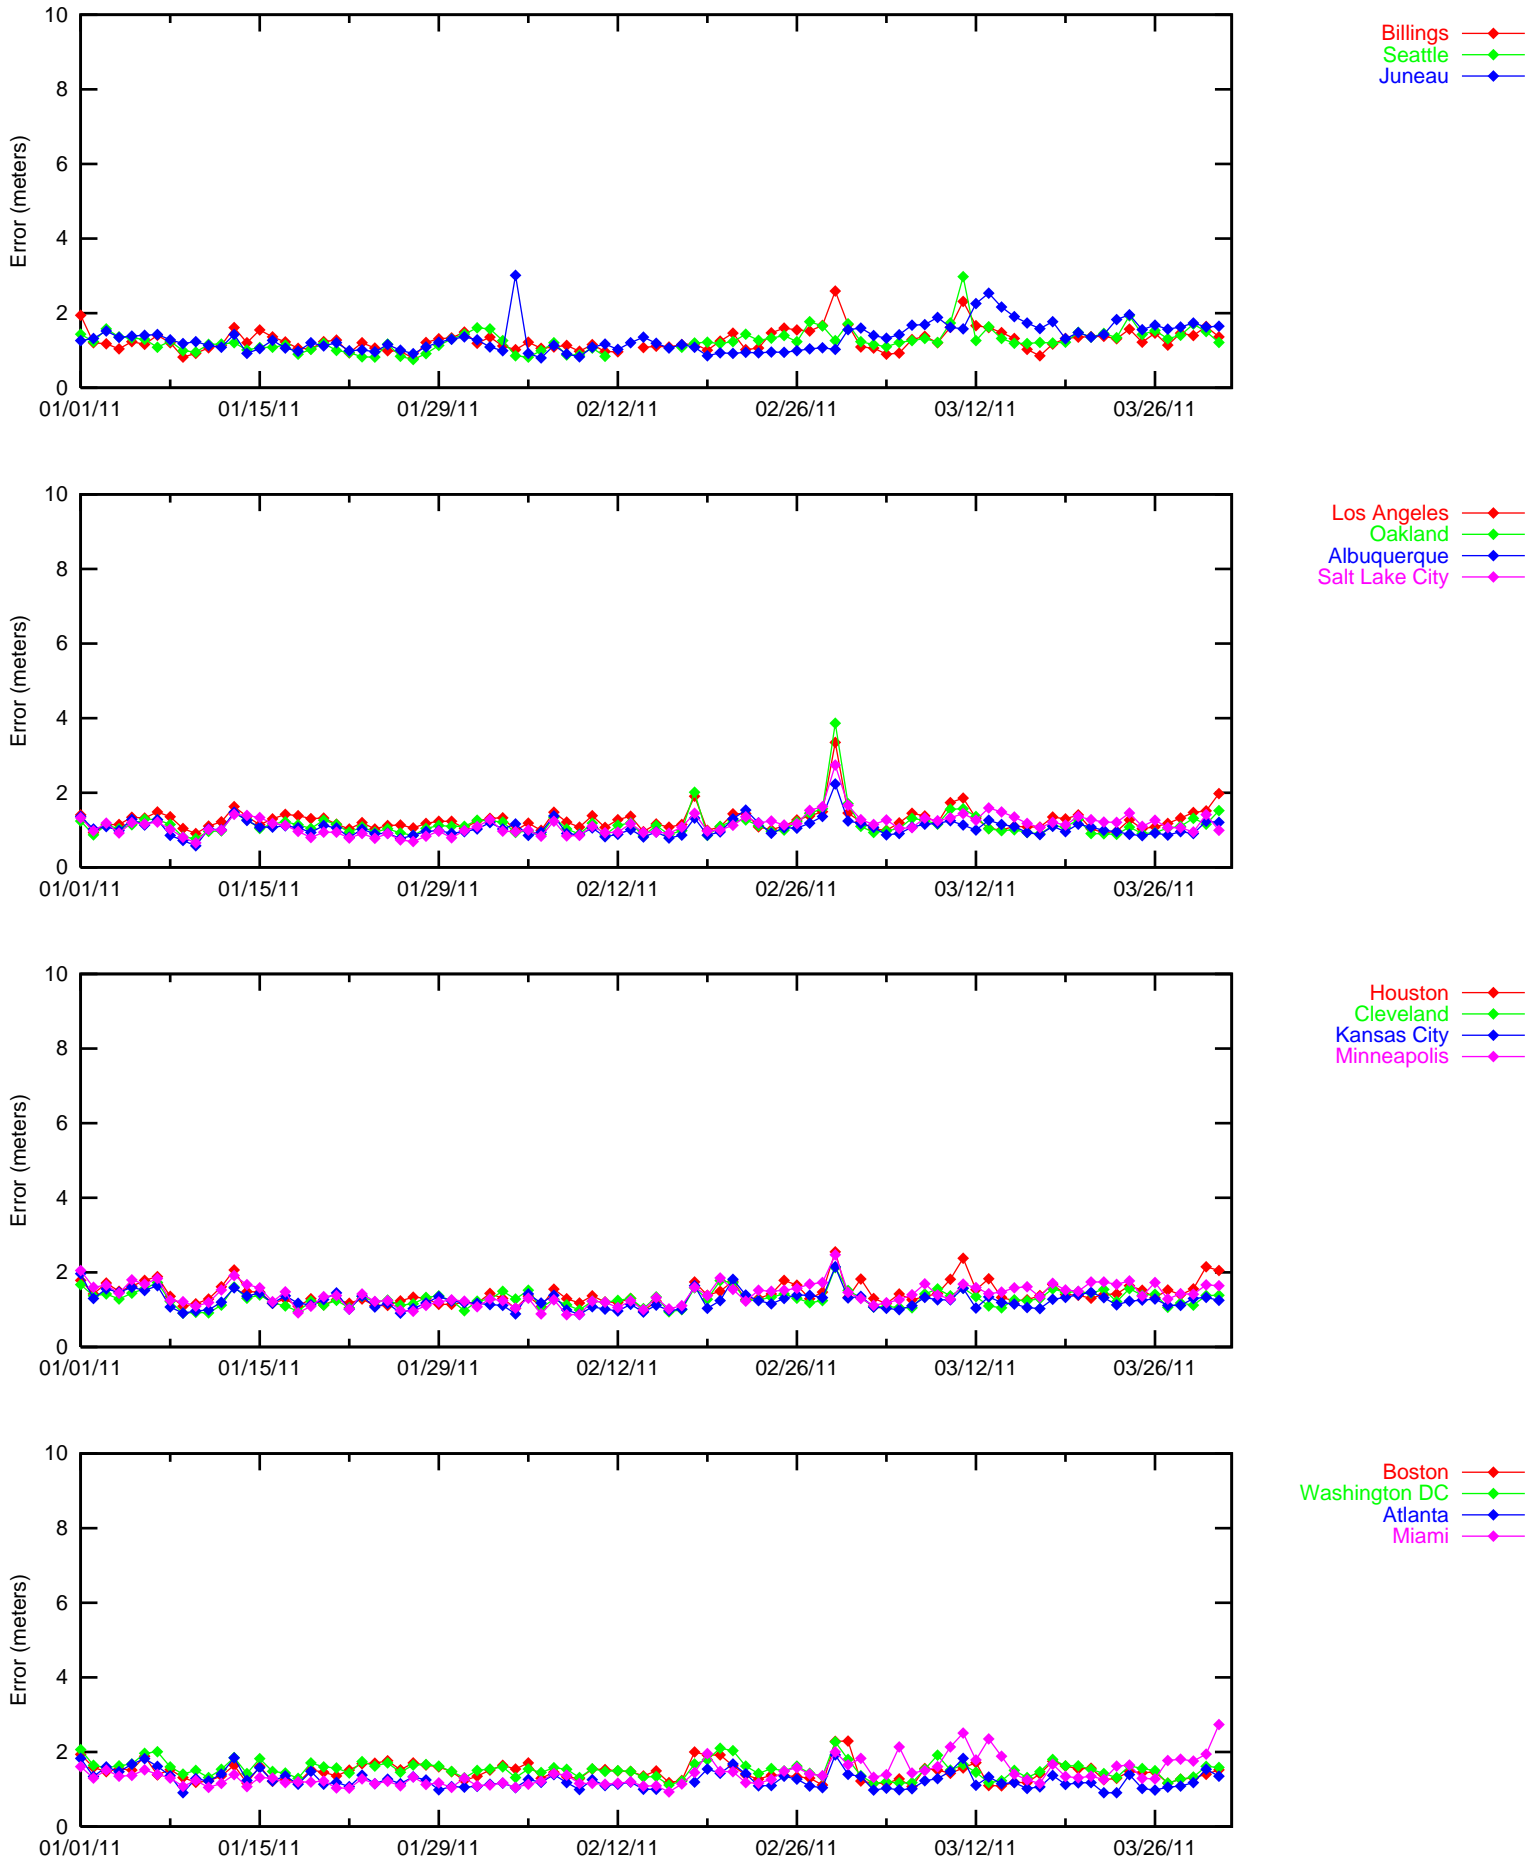 10
8
6
4
2
0
Error (meters)
01/01/11 01/15/11 01/29/11 02/12/11 02/26/11 03/12/11 03/26/11
Billings
Seattle
Juneau
10
8
6
4
2
0
Error (meters)
01/01/11 01/15/11 01/29/11 02/12/11 02/26/11 03/12/11 03/26/11
Los Angeles
Oakland
Albuquerque
Salt Lake City
10
8
6
4
2
0
Error (meters)
01/01/11 01/15/11 01/29/11 02/12/11 02/26/11 03/12/11 03/26/11
Houston
Cleveland
Kansas City
Minneapolis
10
8
6
4
2
0
Error (meters)
01/01/11 01/15/11 01/29/11 02/12/11 02/26/11 03/12/11 03/26/11
Boston
Washington DC
Atlanta
Miami